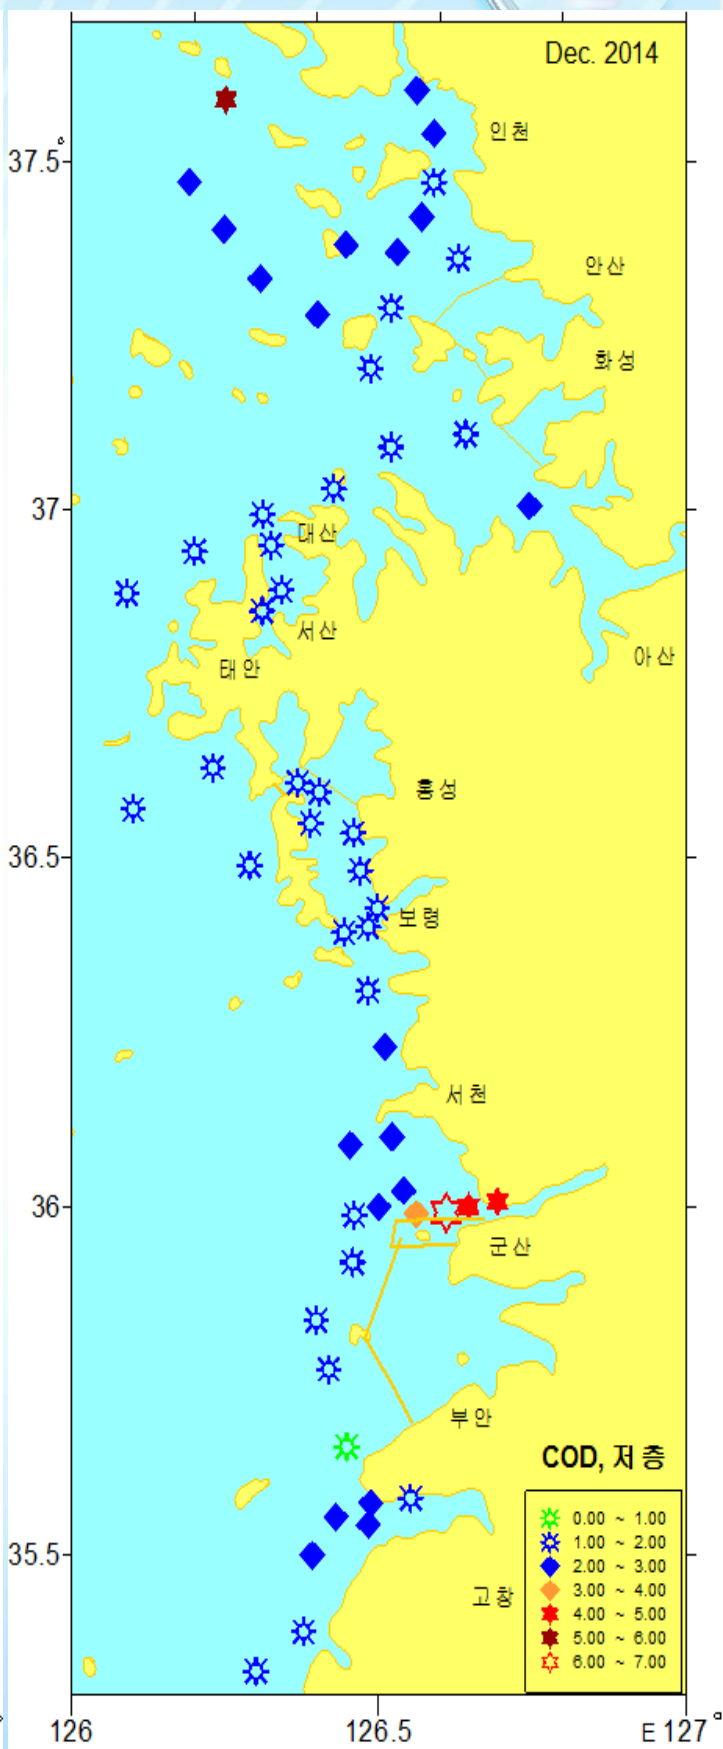 Dec. 2014
인천
37.5°
안산
화성
37
대산
서산
아산
태안
홍성
36.5
보령
서천
36
군산
부안
COD, 저층
0.00 ~ 1.00
1.00 ~ 2.00
2.00 ~ 3.00
3.00 ~ 4.00
4.00 ~ 5.00
5.00 ~ 6.00
6.00 ~ 7.00
35.5
고창
126
126.5
E 127°